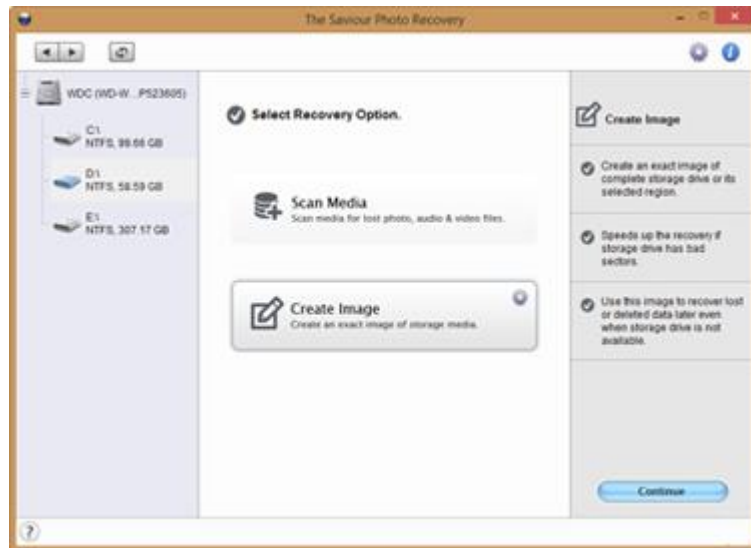 The Saviour Photo Recovery
WDC (WD-W...P523605)
C:\
NTFS, 99.66 GB
D:\
NTFS, 58.59 GB
E:\
NTFS, 307.17 GB
Select Recovery Option.
Scan Media
Scan media for lost photo, audio & video files.
Create Image
Create an exact image of storage media.
Create Image
Create an exact image of
complete storage drive or its
selected region.
Speeds up the recovery if
storage drive has bad
sectors.
Use this image to recover lost
or deleted data later even
when storage drive is not
available.
Continue
?